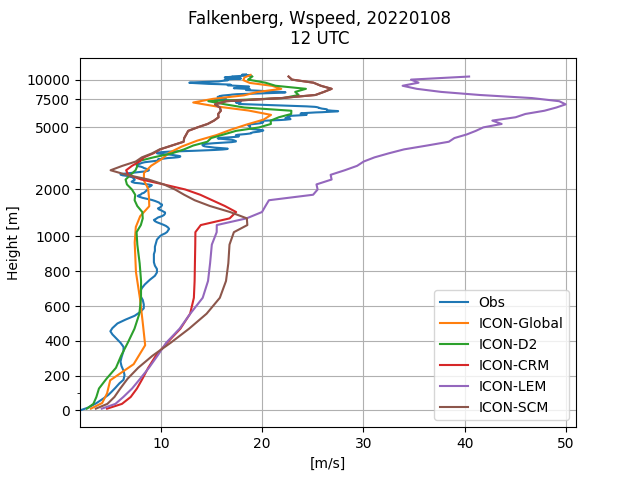 Falkenberg, Wspeed, 20220108
12 UTC
10000
7500
5000
2000
1000
800
600
400
200
0
Height [m]
10
20
30
40
50
[m/s]
Obs
ICON-Global
ICON-D2
ICON-CRM
ICON-LEM
ICON-SCM